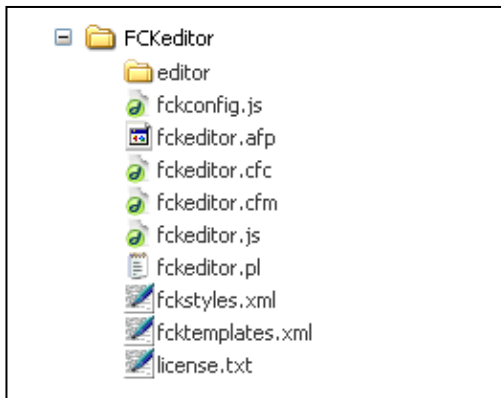 FCKeditor
editor
fckconfig.js
fckeditor.afp
fckeditor.cfc
fckeditor.cfm
fckeditor.js
fckeditor.pl
fckstyles.xml
fcktemplates.xml
license.txt